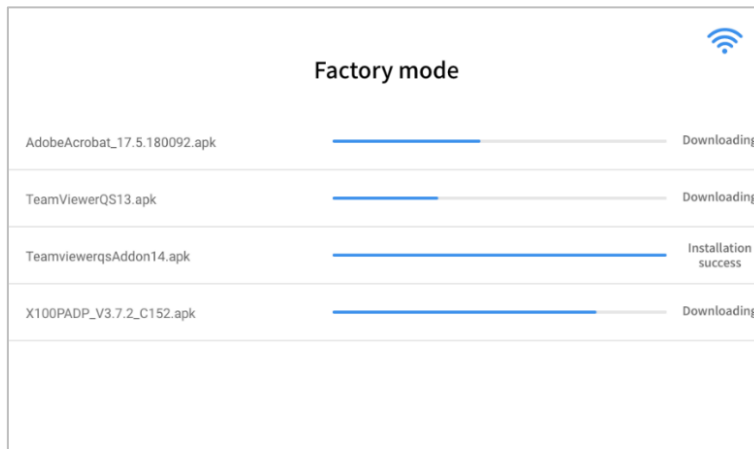 Factory mode
AdobeAcrobat_17.5.180092.apk
Downloading
TeamViewerQS13.apk
Downloading
TeamviewerqsAddon14.apk
Installation
success
X100PADP_V3.7.2_C152.apk
Downloading